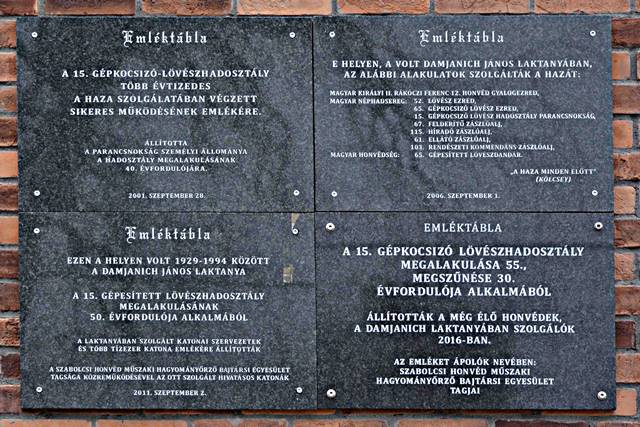 Emléktábla
A 15. GÉPKOCSIZÓ-LÖVÉSZHADOSZTÁLY
TÖBB ÉVTIZEDES
A HAZA SZOLGÁLATÁBAN VÉGZETT
SIKERES MŰKÖDÉSÉNEK EMLÉKÉRE.
ÁLLÍTOTTA
A PARANCSNOKSÁG SZEMÉLYI ÁLLOMÁNYA
A HADOSZTÁLY MEGALAKULÁSÁNAK
40. ÉVFORDULÓJÁRA.
2001. SZEPTEMBER 28.
Emléktábla
E HELYEN, A VOLT DAMJANICH JÁNOS LAKTANYÁBAN,
AZ ALÁBBI ALAKULATOK SZOLGÁLTÁK A HAZÁT:
MAGYAR KIRÁLYI II. RÁKÓCZI FERENC 12. HONVÉD GYALOGEZRED,
MAGYAR NÉPHADSEREG: 52. LÖVÉSZ EZRED,
65. GÉPKOCSIZÓ LÖVÉSZ EZRED,
15. GÉPKOCSIZÓ LÖVÉSZ HADOSZTÁLY PARANCSNOKSÁG,
67. FELDERÍTŐ ZÁSZLÓALJ,
115. HÍRADÓ ZÁSZLÓALJ,
61. ELLÁTÓ ZÁSZLÓALJ,
103. RENDÉSZETI KOMMENDÁNS ZÁSZLÓALJ,
MAGYAR HONVÉDSÉG: 65. GÉPESÍTETT LÖVÉSZDANDÁR.
„A HAZA MINDEN ELŐTT”
(KÖLCSEY)
2006. SZEPTEMBER 1.
Emléktábla
EZEN A HELYEN VOLT 1929-1994 KÖZÖTT
A DAMJANICH JÁNOS LAKTANYA
A 15. GÉPESÍTETT LÖVÉSZHADOSZTÁLY
MEGALAKULÁSÁNAK
50. ÉVFORDULÓJA ALKALMÁBÓL
A LAKTANYÁBAN SZOLGÁLT KATONAI SZERVEZETEK
ÉS TÖBB TÍZEZER KATONA EMLÉKÉRE ÁLLÍTOTTÁK
A SZABOLCSI HONVÉD MŰSZAKI HAGYOMÁNYŐRZŐ BAJTÁRSI EGYESÜLET
TAGSÁGA KÖZREMŰKÖDÉSÉVEL AZ OTT SZOLGÁLT HIVATÁSOS KATONÁK
2011. SZEPTEMBER 2.
EMLÉKTÁBLA
A 15. GÉPKOCSIZÓ LÖVÉSZHADOSZTÁLY
MEGALAKULÁSA 55.,
MEGSZŰNÉSE 30.
ÉVFORDULÓJA ALKALMÁBÓL
ÁLLÍTOTTÁK A MÉG ÉLŐ HONVÉDEK,
A DAMJANICH LAKTANYÁBAN SZOLGÁLÓK
2016-BAN.
AZ EMLÉKET ÁPOLÓK NEVÉBEN:
SZABOLCSI HONVÉD MŰSZAKI
HAGYOMÁNYŐRZŐ BAJTÁRSI EGYESÜLET
TAGJAI